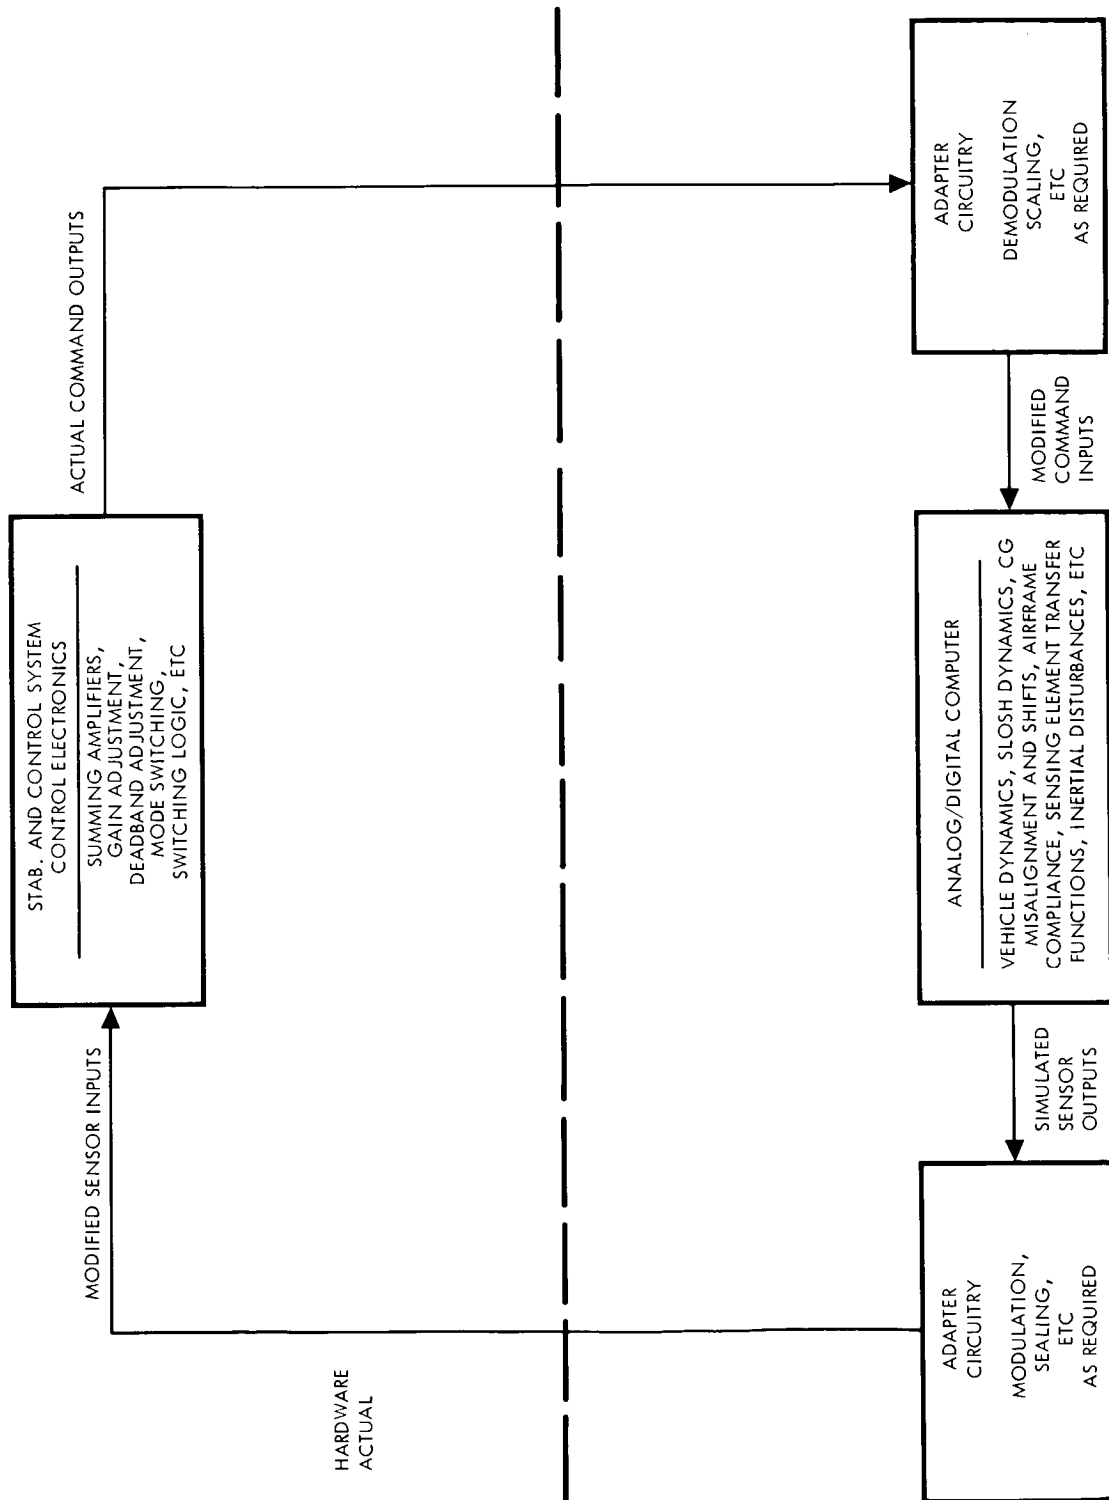 STAB. AND CONTROL SYSTEM
CONTROL ELECTRONICS
SUMMING AMPLIFIERS,
GAIN ADJUSTMENT,
DEADBAND ADJUSTMENT,
MODE SWITCHING,
SWITCHING LOGIC, ETC
MODIFIED SENSOR INPUTS
ACTUAL COMMAND OUTPUTS
HARDWARE
ACTUAL
ADAPTER
CIRCUITRY
MODULATION,
SEALING,
ETC
AS REQUIRED
SIMULATED
SENSOR
OUTPUTS
ANALOG/DIGITAL COMPUTER
VEHICLE DYNAMICS, SLOSH DYNAMICS, CG
MISALIGNMENT AND SHIFTS, AIRFRAME
COMPLIANCE, SENSING ELEMENT TRANSFER
FUNCTIONS, INERTIAL DISTURBANCES, ETC
MODIFIED
COMMAND
INPUTS
ADAPTER
CIRCUITRY
DEMODULATION
SCALING,
ETC
AS REQUIRED